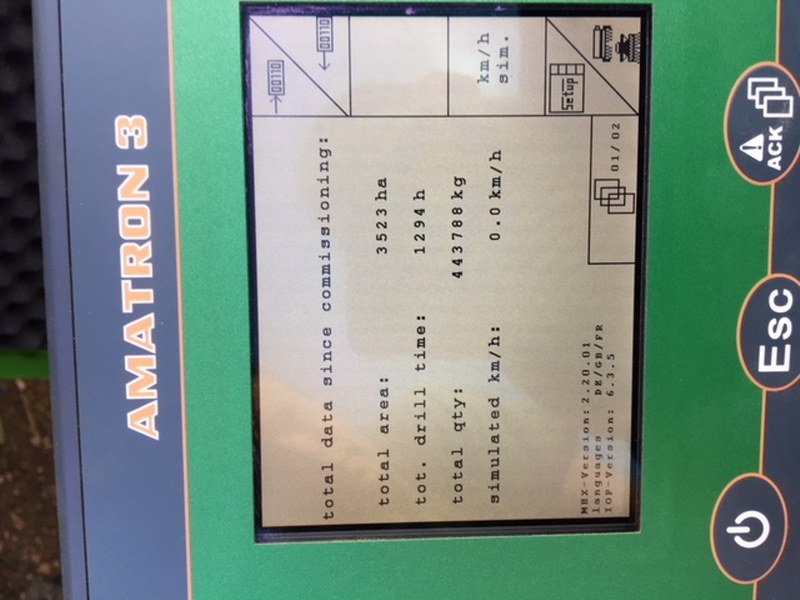 AMATRON 3
00110
00110
total data since commissioning:
total area: 3523 ha
tot. drill time: 1294 h
total qty: 443788 kg
km/h
sim.
simulated km/h: 0.0 km/h
Setup
MHX-Version: 2.20.01
languages DE/GB/FR
IOP-Version: 6.3.5
01/02
Esc
ACK